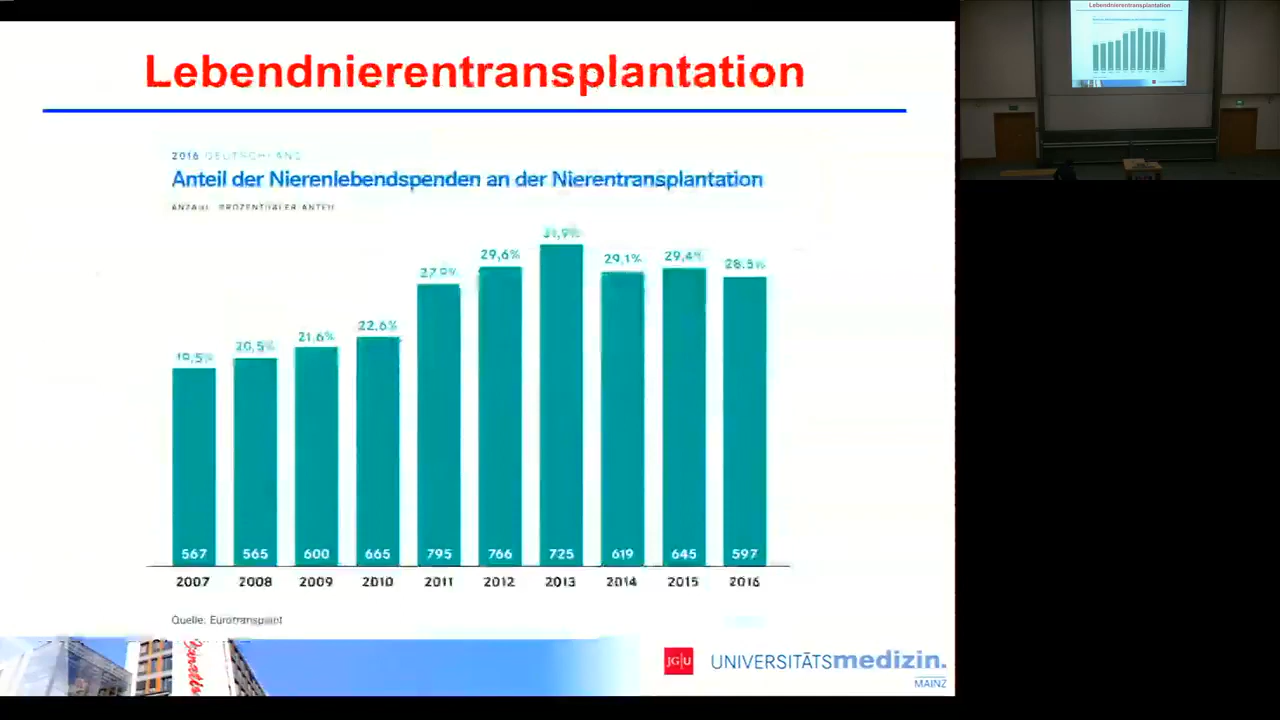 Lebendnierentransplantation
2016 DEUTSCHLAND
Anteil der Nierenlebendspenden an der Nierentransplantation
ANZAHL PROZENTUALER ANTEIL
19,5% 20,5% 21,6% 22,6% 27,9% 29,6% 31,9% 29,1% 29,4% 28,5%
567 565 600 665 795 766 725 619 645 597
2007 2008 2009 2010 2011 2012 2013 2014 2015 2016
Quelle: Eurotransplant
JG|U UNIVERSITÄTSmedizin.
MAINZ
Lebendnierentransplantation